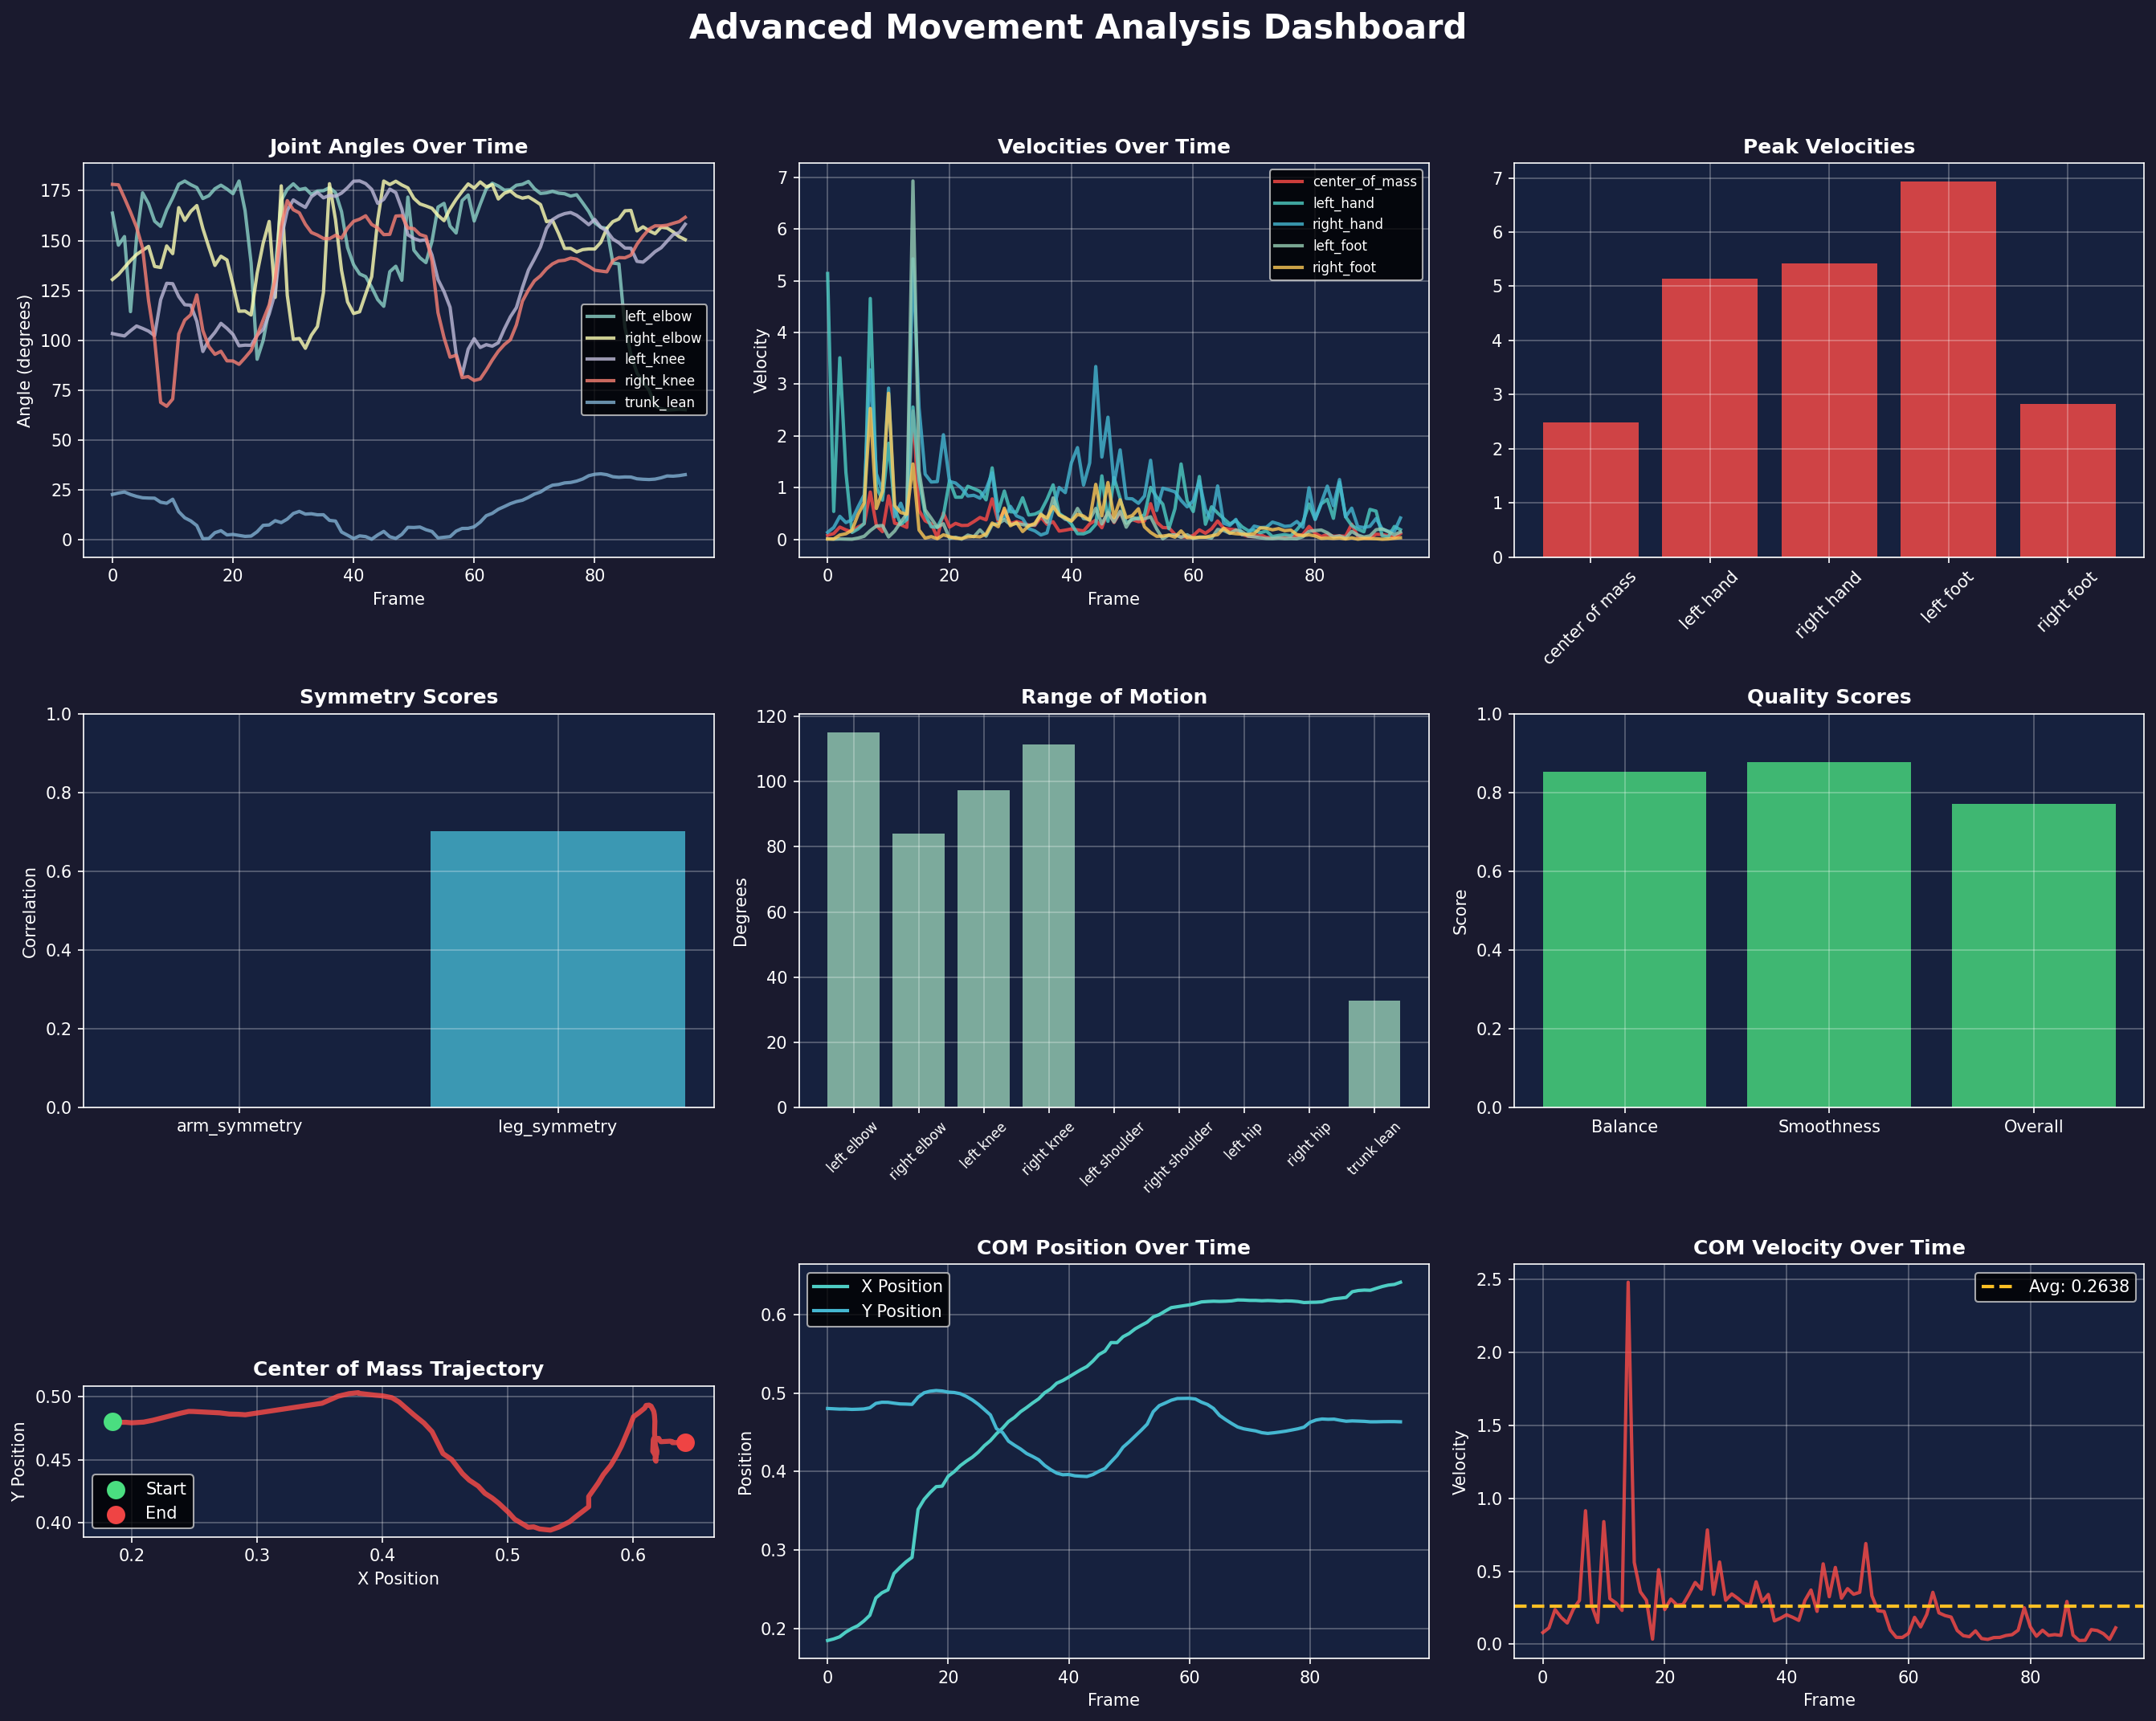 Advanced Movement Analysis Dashboard
Joint Angles Over Time
Angle (degrees)
175
150
125
100
75
50
25
0
0 20 40 60 80
Frame
left_elbow
right_elbow
left_knee
right_knee
trunk_lean
Velocities Over Time
Velocity
7
6
5
4
3
2
1
0
0 20 40 60 80
Frame
center_of_mass
left_hand
right_hand
left_foot
right_foot
Peak Velocities
7
6
5
4
3
2
1
0
center of mass
left hand
right hand
left foot
right foot
Symmetry Scores
Correlation
1.0
0.8
0.6
0.4
0.2
0.0
arm_symmetry leg_symmetry
Range of Motion
Degrees
120
100
80
60
40
20
0
left elbow
right elbow
left knee
right knee
left shoulder
right shoulder
left hip
right hip
trunk lean
Quality Scores
Score
1.0
0.8
0.6
0.4
0.2
0.0
Balance Smoothness Overall
Center of Mass Trajectory
Y Position
0.50
0.45
0.40
Start
End
0.2 0.3 0.4 0.5 0.6
X Position
COM Position Over Time
Position
X Position
Y Position
0.6
0.5
0.4
0.3
0.2
0 20 40 60 80
Frame
COM Velocity Over Time
Velocity
Avg: 0.2638
2.5
2.0
1.5
1.0
0.5
0.0
0 20 40 60 80
Frame